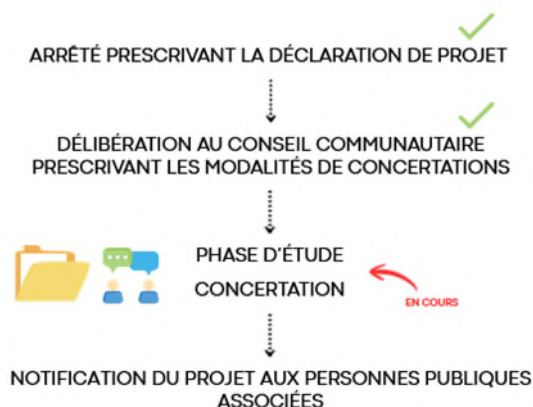 ARRÊTÉ PRESCRIVANT LA DÉCLARATION DE PROJET
DÉLIBÉRATION AU CONSEIL COMMUNAUTAIRE
PRESCRIVANT LES MODALITÉS DE CONCERTATIONS
PHASE D'ÉTUDE
CONCERTATION
EN COURS
NOTIFICATION DU PROJET AUX PERSONNES PUBLIQUES
ASSOCIÉES